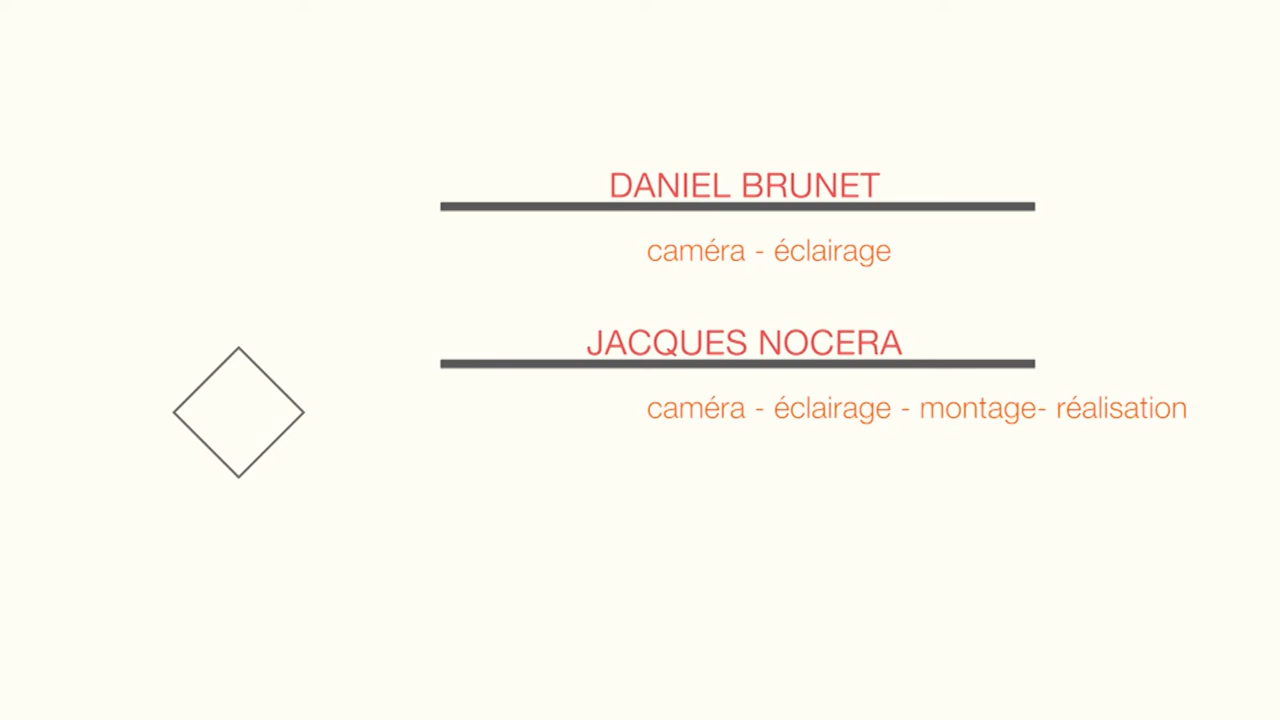 DANIEL BRUNET
caméra - éclairage
JACQUES NOCERA
caméra - éclairage - montage- réalisation